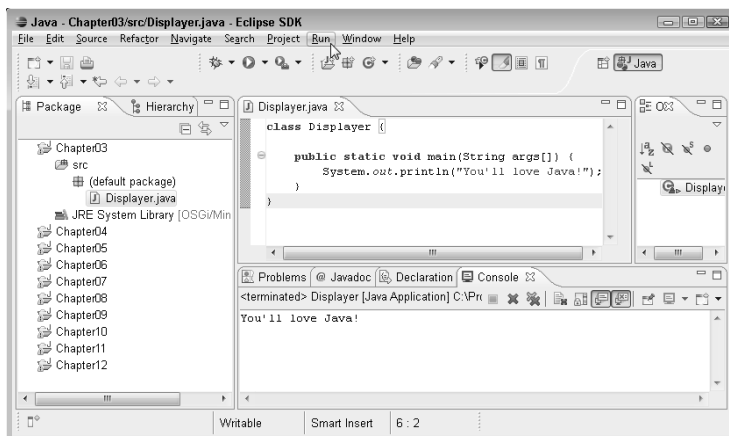 Java - Chapter03/src/Displayer.java - Eclipse SDK
File Edit Source Refactor Navigate Search Project Run Window Help
Java
Package Hierarchy
Chapter03
src
(default package)
Displayer.java
JRE System Library [OSGi/Min
Chapter04
Chapter05
Chapter06
Chapter07
Chapter08
Chapter09
Chapter10
Chapter11
Chapter12
Displayer.java
class Displayer {
public static void main(String args[]) {
System.out.println("You'll love Java!");
}
}
Displaye
Problems @ Javadoc Declaration Console
<terminated> Displayer [Java Application] C:\Pr
You'll love Java!
Writable Smart Insert 6 : 2